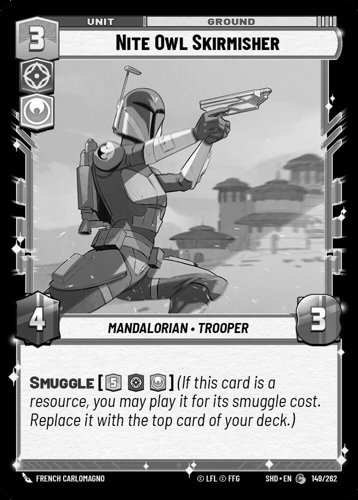 UNIT
GROUND
3
NITE OWL SKIRMISHER
4
MANDALORIAN • TROOPER
3
SMUGGLE [5] (If this card is a
resource, you may play it for its smuggle cost.
Replace it with the top card of your deck.)
FRENCH CARLOMAGNO
© LFL © FFG
SHD • EN C 149/262